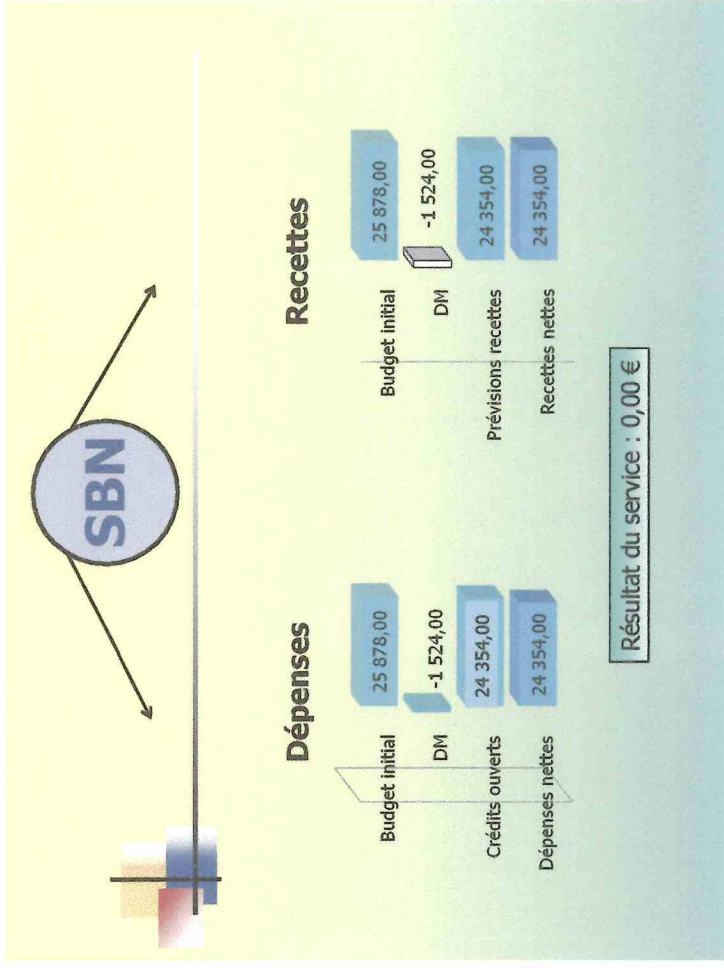 SBN
Dépenses
Budget initial 25 878,00
DM -1 524,00
Crédits ouverts 24 354,00
Dépenses nettes 24 354,00
Recettes
Budget initial 25 878,00
DM -1 524,00
Prévisions recettes 24 354,00
Recettes nettes 24 354,00
Résultat du service : 0,00 €